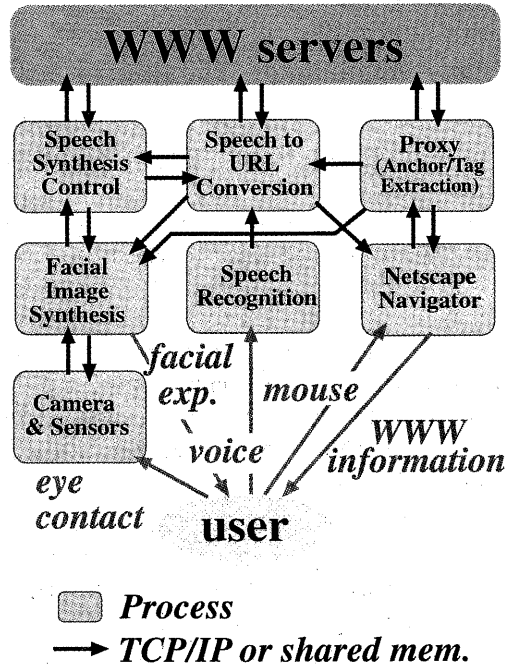 WWW servers
Speech
Synthesis
Control
Speech to
URL
Conversion
Proxy
(Anchor/Tag
Extraction)
Facial
Image
Synthesis
Speech
Recognition
Netscape
Navigator
Camera
& Sensors
facial
exp.
mouse
voice
WWW
information
eye
contact
user
Process
TCP/IP or shared mem.